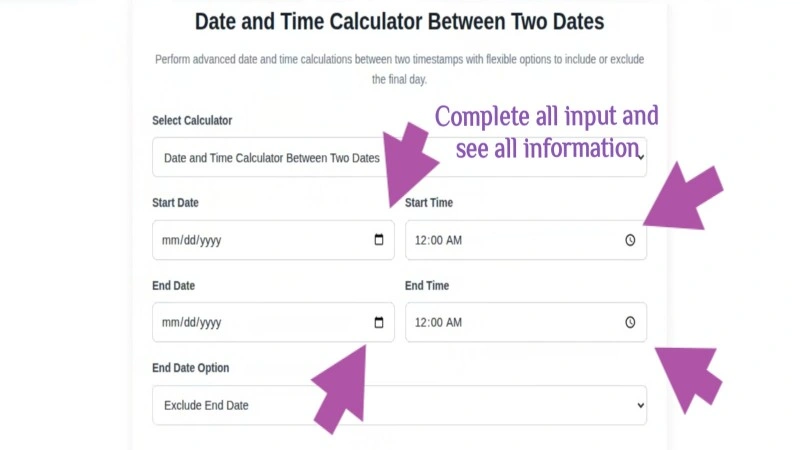 Date and Time Calculator Between Two Dates
Perform advanced date and time calculations between two timestamps with flexible options to include or exclude
the final day.
Complete all input and
see all information
Select Calculator
Date and Time Calculator Between Two Dates
Start Date
Start Time
mm/dd/yyyy
12:00 AM
End Date
End Time
mm/dd/yyyy
12:00 AM
End Date Option
Exclude End Date